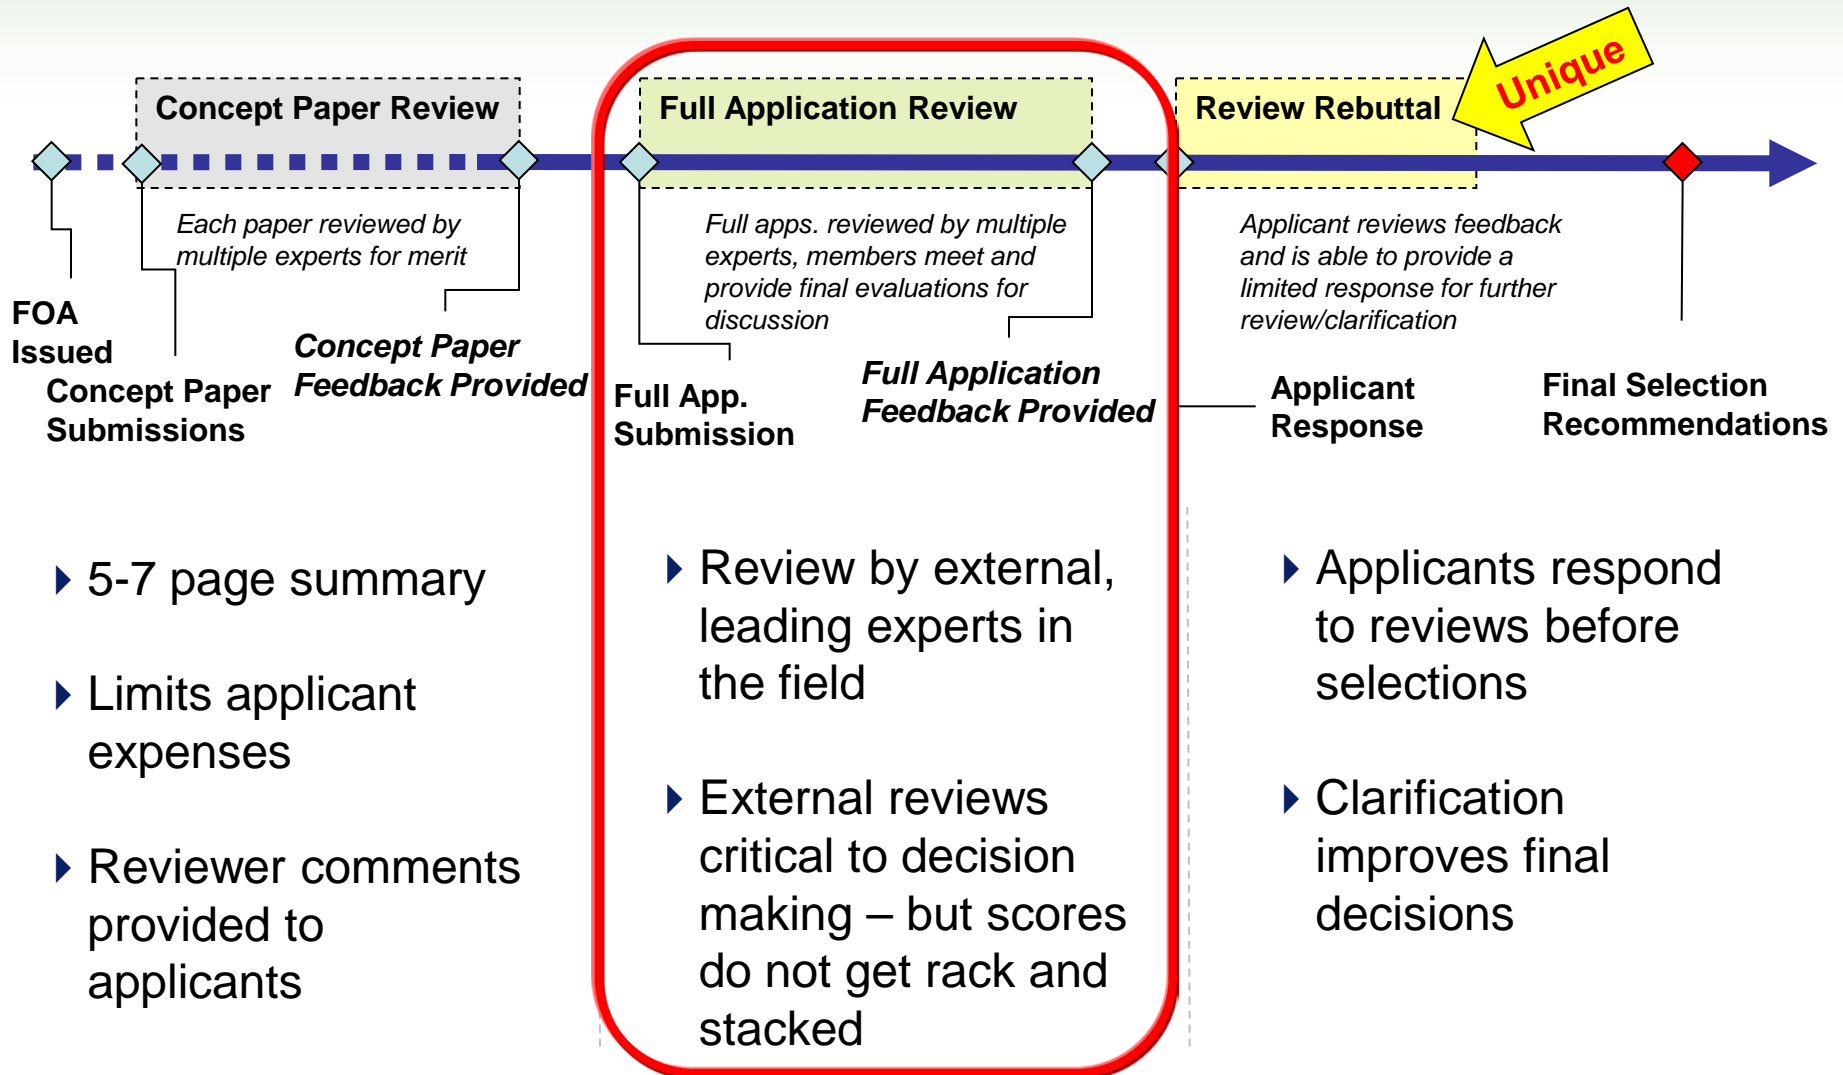 Unique
Concept Paper Review
Full Application Review
Review Rebuttal
Each paper reviewed by
multiple experts for merit
Full apps. reviewed by multiple
experts, members meet and
provide final evaluations for
discussion
Applicant reviews feedback
and is able to provide a
limited response for further
review/clarification
FOA
Issued
Concept Paper
Submissions
Concept Paper
Feedback Provided
Full App.
Submission
Full Application
Feedback Provided
Applicant
Response
Final Selection
Recommendations
5-7 page summary
Limits applicant
expenses
Reviewer comments
provided to
applicants
Review by external,
leading experts in
the field
External reviews
critical to decision
making – but scores
do not get rack and
stacked
Applicants respond
to reviews before
selections
Clarification
improves final
decisions